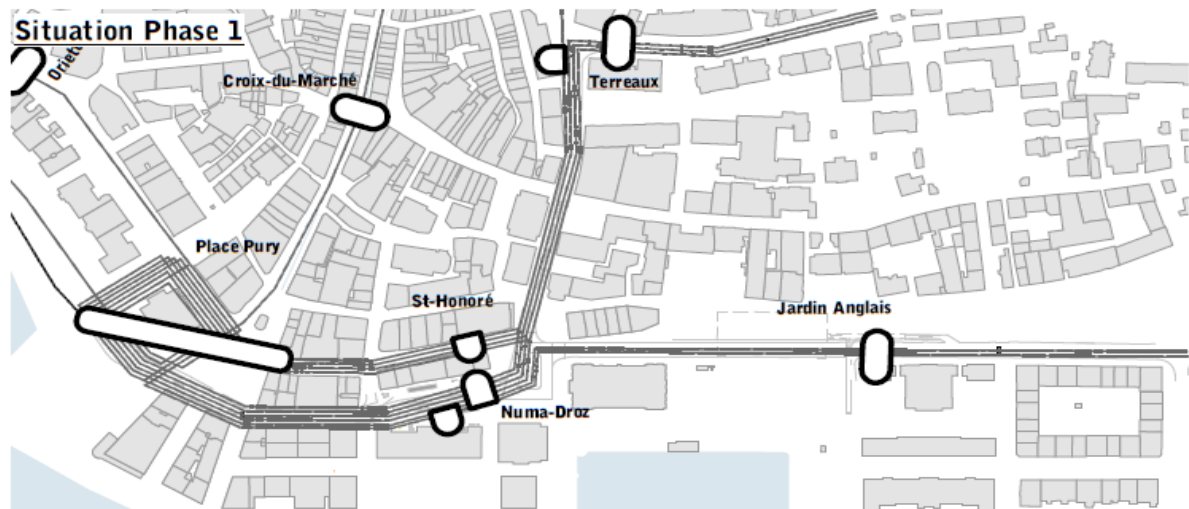 Situation Phase 1
Croix-du-Marché
Terreaux
Place Pury
St-Honoré
Jardin Anglais
Numa-Droz